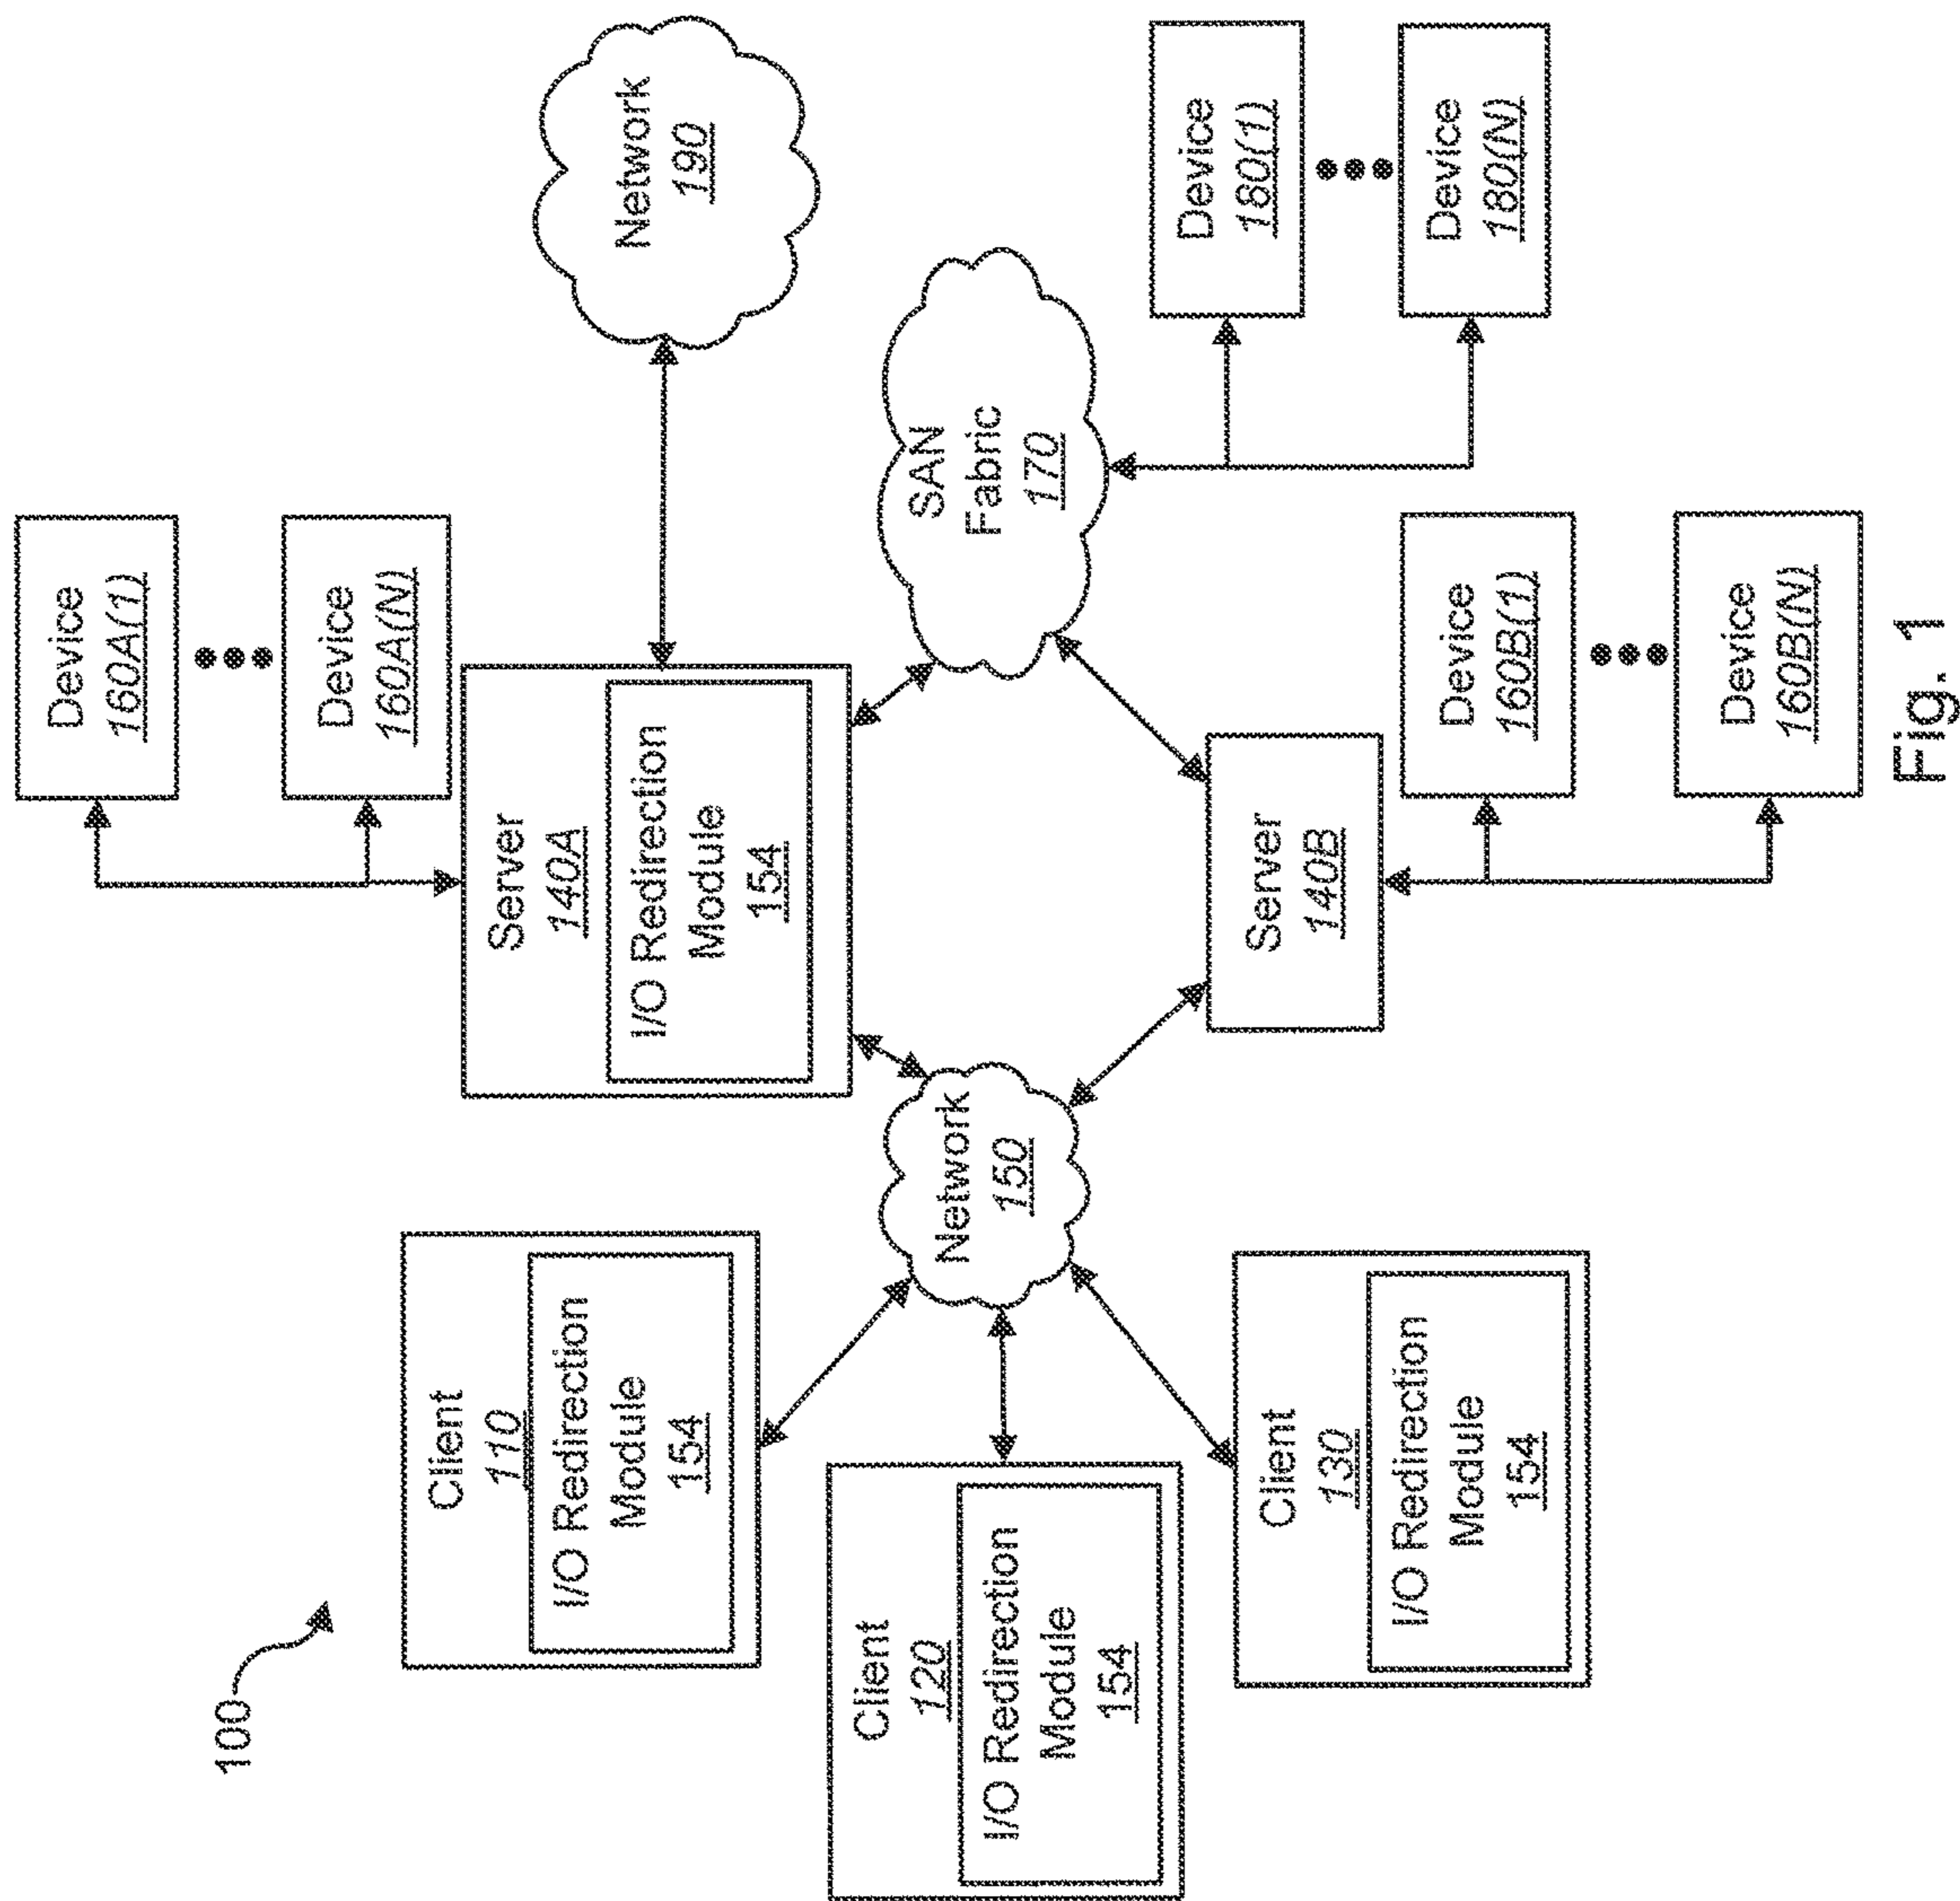 100
Client
110
I/O Redirection
Module
154
Client
120
I/O Redirection
Module
154
Client
130
I/O Redirection
Module
154
Network
150
Server
140A
I/O Redirection
Module
154
Server
140B
Device
160A(1)
Device
160A(N)
Device
160B(1)
Device
160B(N)
SAN
Fabric
170
Network
190
Device
180(1)
Device
180(N)
Fig. 1